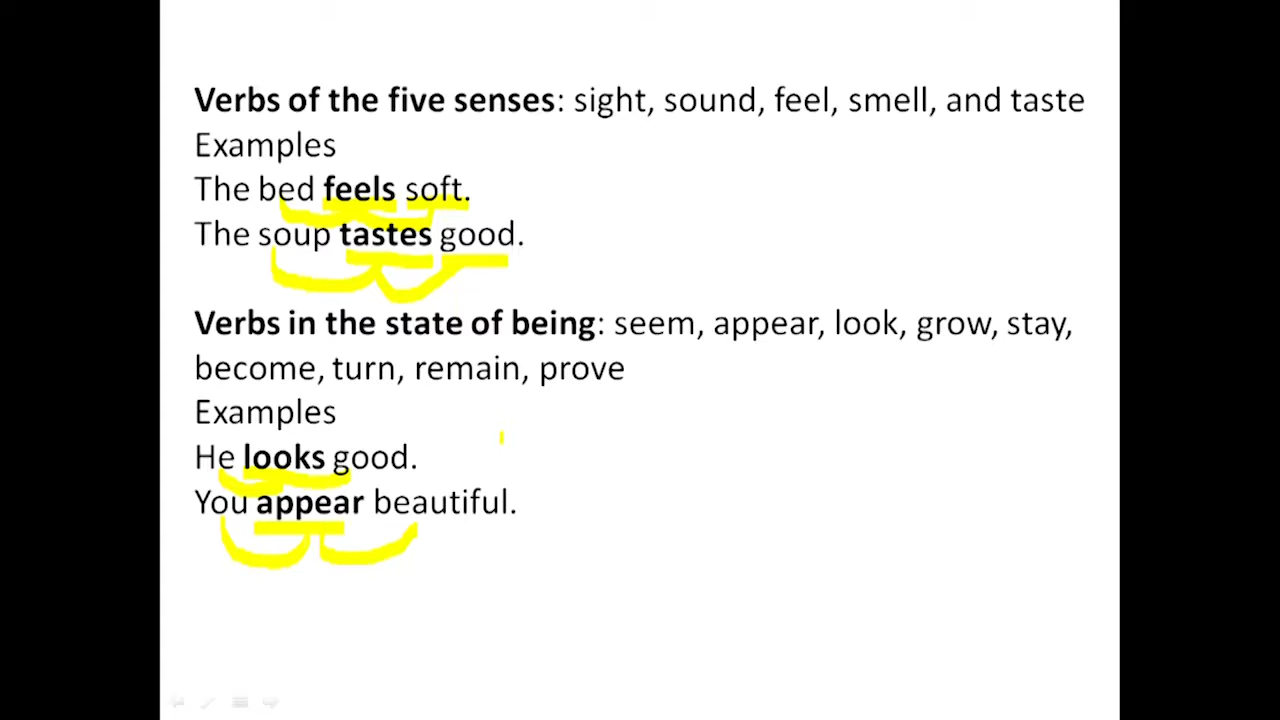 Verbs of the five senses: sight, sound, feel, smell, and taste
Examples
The bed feels soft.
The soup tastes good.
Verbs in the state of being: seem, appear, look, grow, stay,
become, turn, remain, prove
Examples
He looks good.
You appear beautiful.